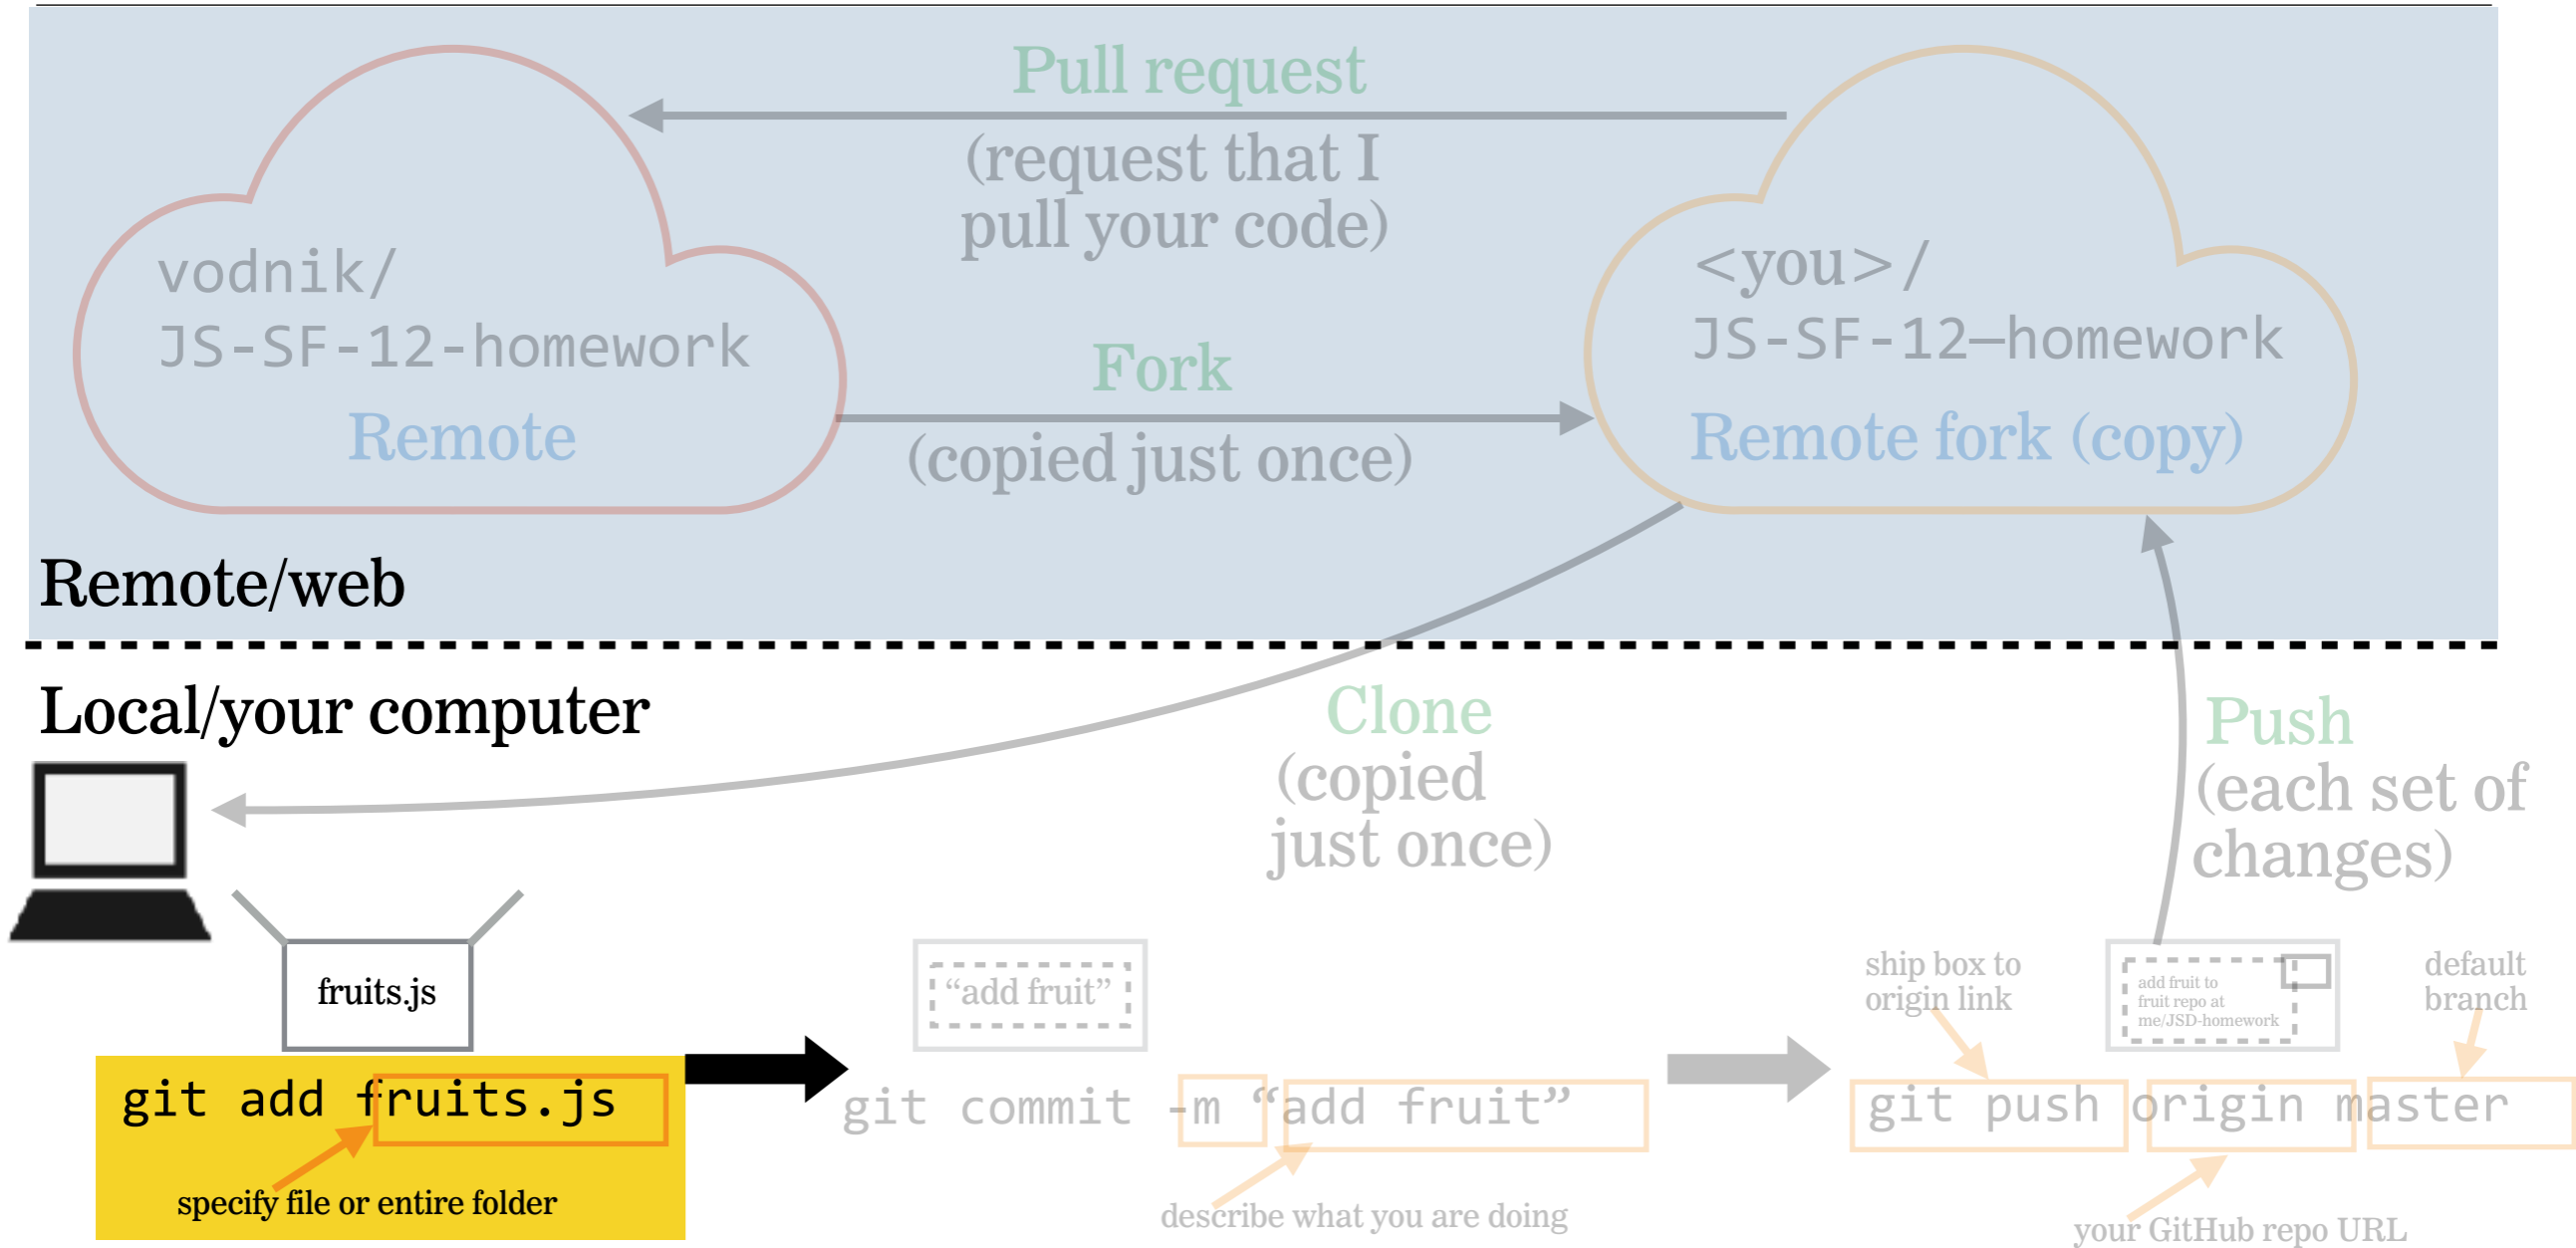 Pull request
(request that I
pull your code)
vodnik/
JS-SF-12-homework
Remote
Fork
(copied just once)
<you>/
JS-SF-12—homework
Remote fork (copy)
Remote/web
Local/your computer
Clone
(copied
just once)
Push
(each set of
changes)
fruits.js
git add fruits.js
specify file or entire folder
“add fruit”
git commit -m “add fruit”
describe what you are doing
ship box to
origin link
add fruit to
fruit repo at
me/JSD-homework
default
branch
git push origin master
your GitHub repo URL